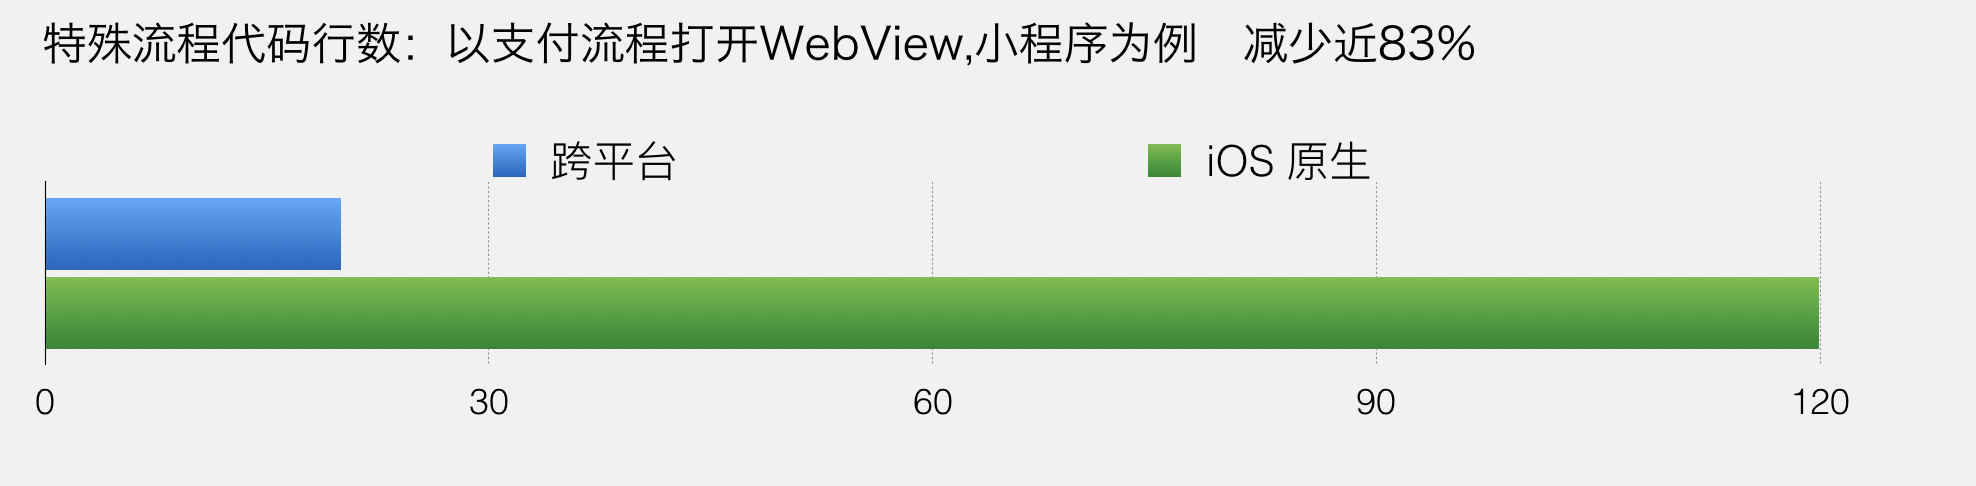 特殊流程代码行数：以支付流程打开WebView,小程序为例　减少近83%
跨平台 iOS 原生
0 30 60 90 120